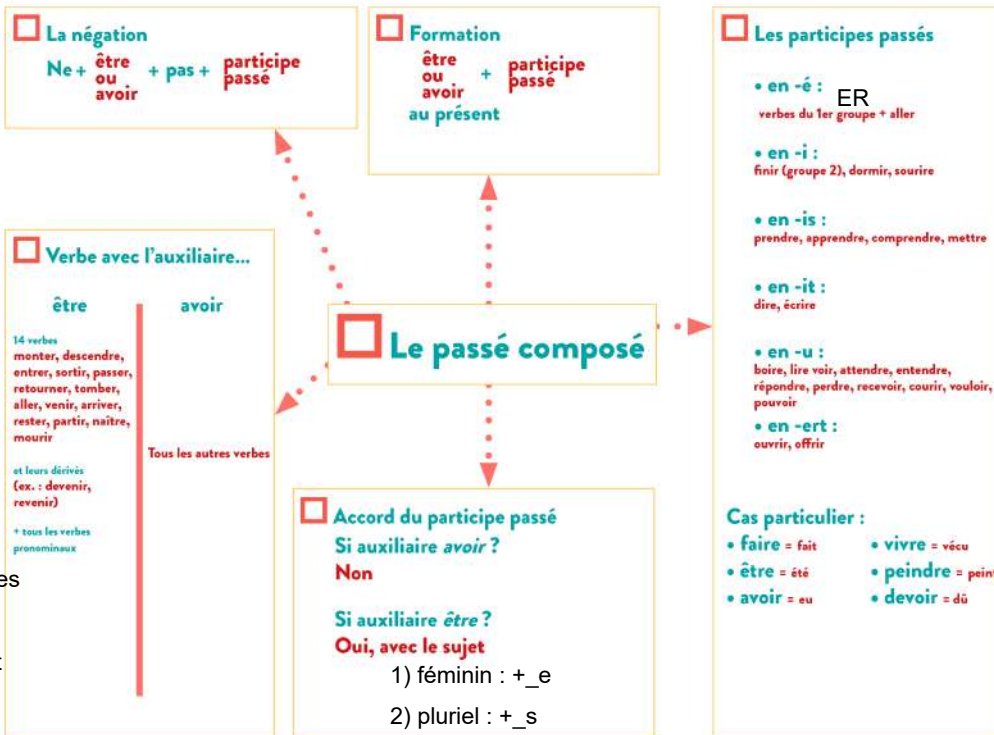 La négation
Ne + être ou avoir + pas + participe passé
Formation
être ou avoir + participe passé
au présent
Les participes passés
• en -é : ER
verbes du 1er groupe + aller
• en -i :
finir (groupe 2), dormir, sourire
• en -is :
prendre, apprendre, comprendre, mettre
• en -it :
dire, écrire
• en -u :
boire, lire voir, attendre, entendre,
répondre, perdre, recevoir, courir, vouloir,
pouvoir
• en -ert :
ouvrir, offrir
Cas particulier :
• faire = fait
• vivre = vécu
• être = été
• peindre = peint
• avoir = eu
• devoir = dû
Verbe avec l'auxiliaire...
être
avoir
14 verbes
monter, descendre,
entrer, sortir, passer,
retourner, tomber,
aller, venir, arriver,
rester, partir, naître,
mourir
et leurs dérivés
(ex. : devenir,
revenir)
+ tous les verbes
pronominaux
Tous les autres verbes
Le passé composé
Accord du participe passé
Si auxiliaire avoir ?
Non
Si auxiliaire être ?
Oui, avec le sujet
1) féminin : +_e
2) pluriel : +_s